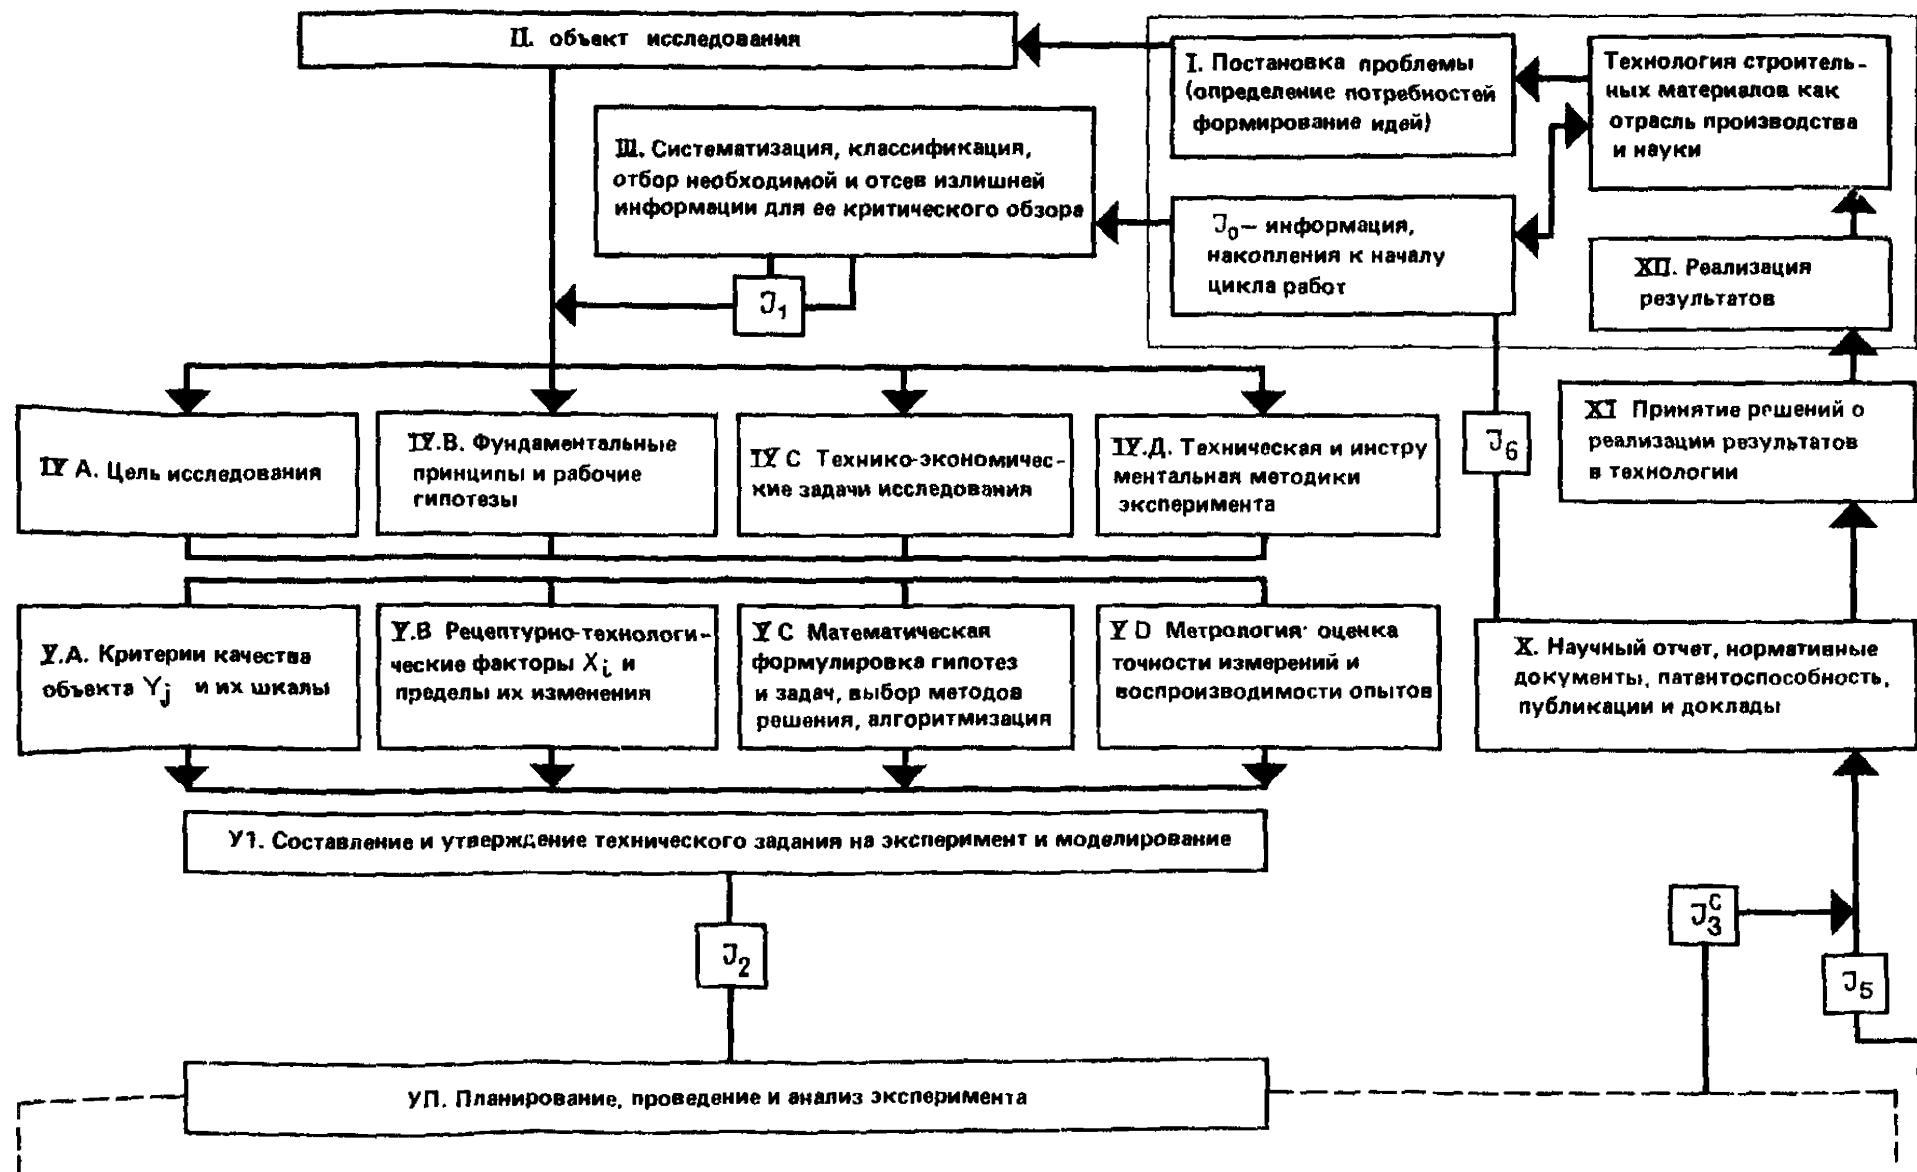 II. объект исследования
I. Постановка проблемы
(определение потребностей
формирование идей)
Технология строитель-
ных материалов как
отрасль производства
и науки
III. Систематизация, классификация,
отбор необходимой и отсев излишней
информации для ее критического обзора
J₀ — информация,
накопления к началу
цикла работ
XII. Реализация
результатов
J₁
IV А. Цель исследования
IV.В. Фундаментальные
принципы и рабочие
гипотезы
IV С Технико-экономичес-
кие задачи исследования
IV.Д. Техническая и инстру
ментальная методики
эксперимента
J₆
XI Принятие решений о
реализации результатов
в технологии
V.А. Критерии качества
объекта Yⱼ и их шкалы
V.В Рецептурно-технологи-
ческие факторы Xᵢ и
пределы их изменения
V С Математическая
формулировка гипотез
и задач, выбор методов
решения, алгоритмизация
V D Метрология· оценка
точности измерений и
воспроизводимости опытов
X. Научный отчет, нормативные
документы, патентоспособность,
публикации и доклады
У1. Составление и утверждение технического задания на эксперимент и моделирование
J₃ᶜ
J₂
J₅
УП. Планирование, проведение и анализ эксперимента